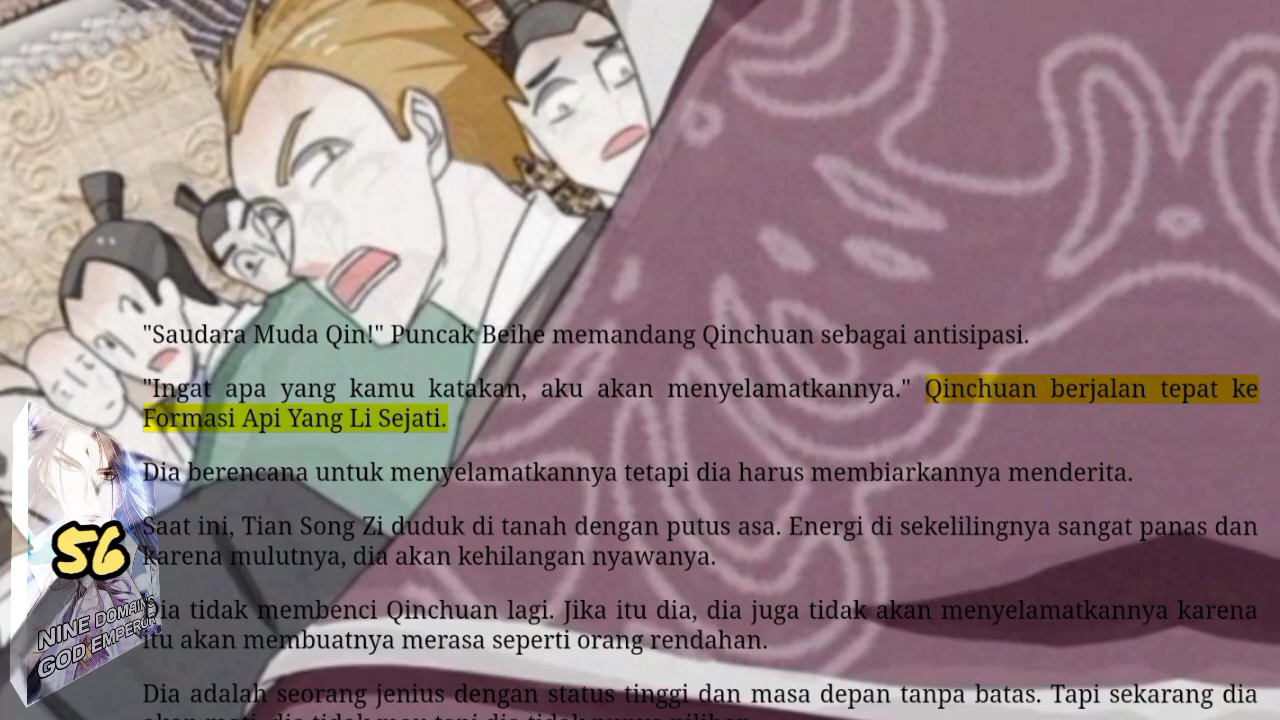 "Saudara Muda Qin!" Puncak Beihe memandang Qinchuan sebagai antisipasi.
"Ingat apa yang kamu katakan, aku akan menyelamatkannya." Qinchuan berjalan tepat ke
Formasi Api Yang Li Sejati.
Dia berencana untuk menyelamatkannya tetapi dia harus membiarkannya menderita.
Saat ini, Tian Song Zi duduk di tanah dengan putus asa. Energi di sekelilingnya sangat panas dan
karena mulutnya, dia akan kehilangan nyawanya.
Dia tidak membenci Qinchuan lagi. Jika itu dia, dia juga tidak akan menyelamatkannya karena
itu akan membuatnya merasa seperti orang rendahan.
Dia adalah seorang jenius dengan status tinggi dan masa depan tanpa batas. Tapi sekarang dia
56
NINE DOMAINS
GOD EMPEROR